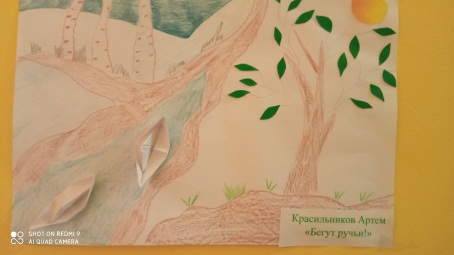 Красильников Артем
«Бегут ручьи!»
SHOT ON REDMI 9
AI QUAD CAMERA